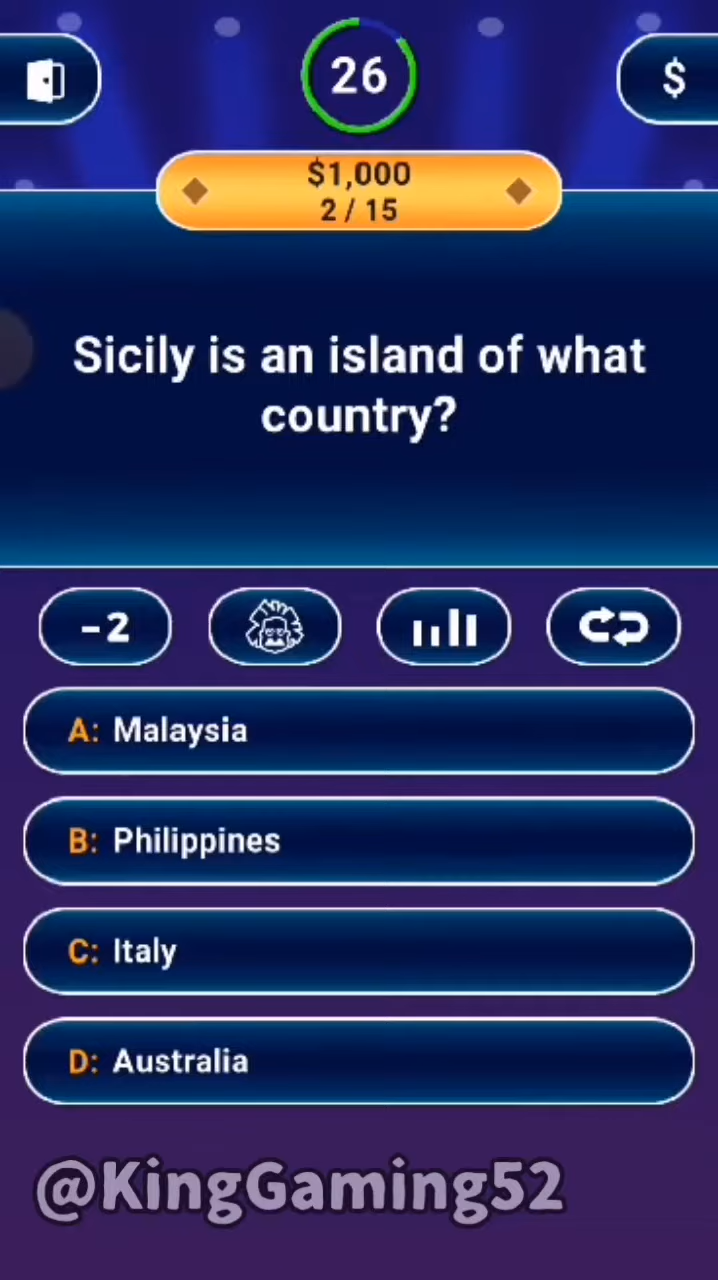 26
$
$1,000
2 / 15
Sicily is an island of what
country?
-2
A: Malaysia
B: Philippines
C: Italy
D: Australia
@KingGaming52